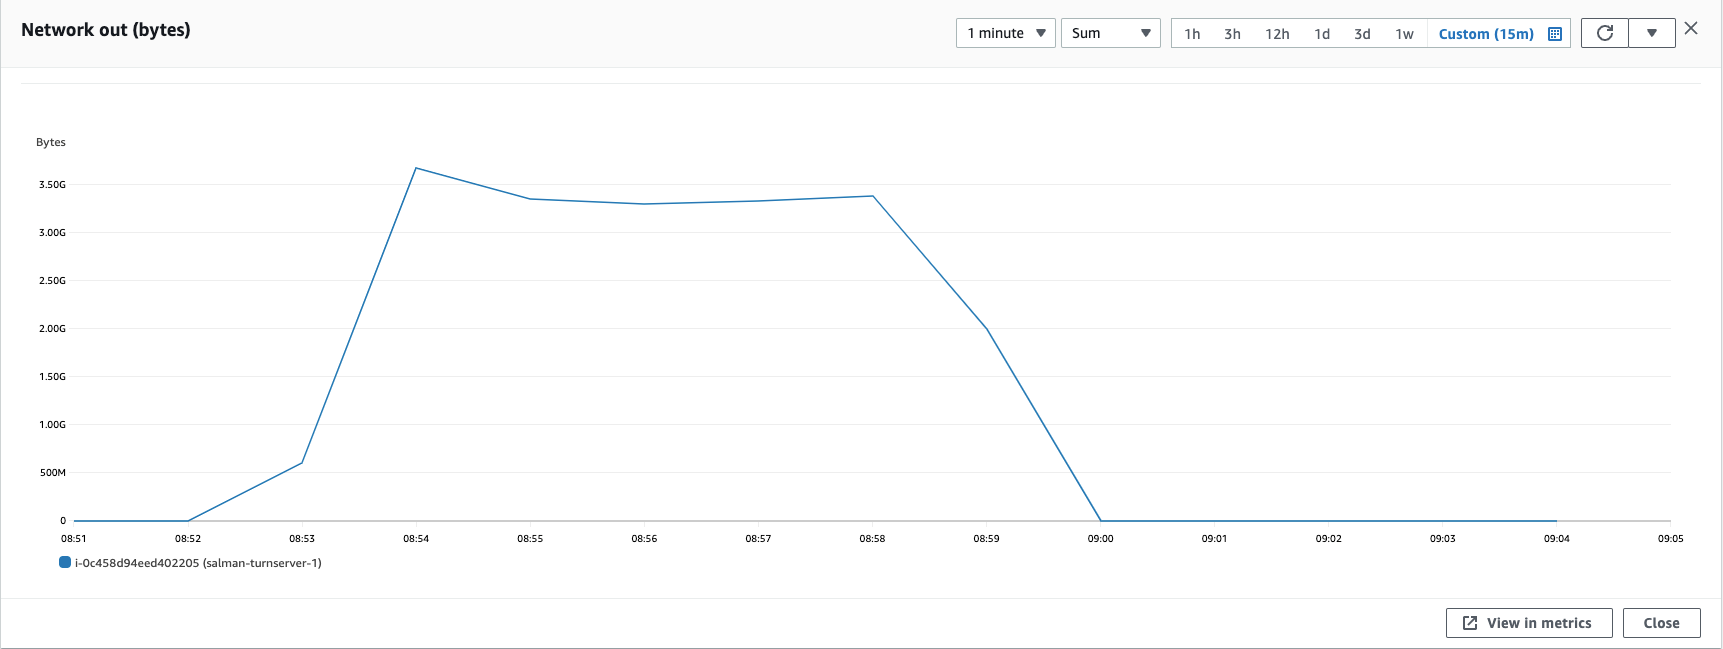 Network out (bytes)
1 minute Sum 1h 3h 12h 1d 3d 1w Custom (15m)
Bytes
3.50G
3.00G
2.50G
2.00G
1.50G
1.00G
500M
0
08:51 08:52 08:53 08:54 08:55 08:56 08:57 08:58 08:59 09:00 09:01 09:02 09:03 09:04 09:05
i-0c458d94eed402205 (salman-turnserver-1)
View in metrics Close